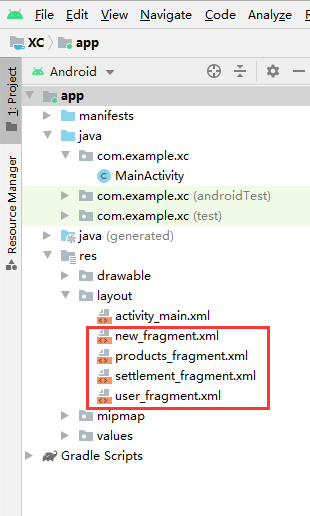 File Edit View Navigate Code Analyze
XC app
1: Project
Resource Manager
Android
app
manifests
java
com.example.xc
MainActivity
com.example.xc (androidTest)
com.example.xc (test)
java (generated)
res
drawable
layout
activity_main.xml
new_fragment.xml
products_fragment.xml
settlement_fragment.xml
user_fragment.xml
mipmap
values
Gradle Scripts